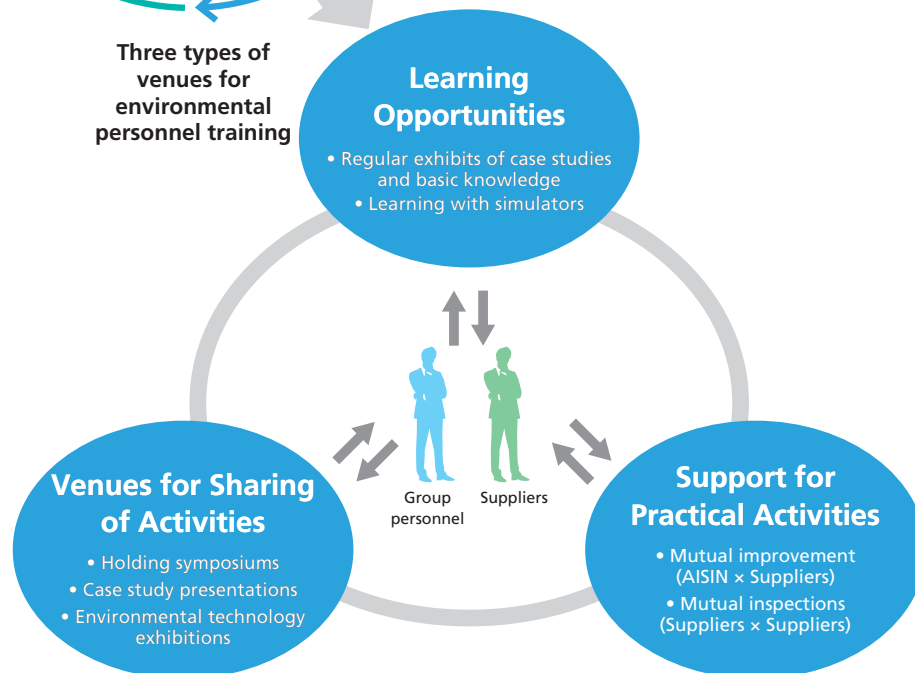 Three types of
venues for
environmental
personnel training
Learning
Opportunities
• Regular exhibits of case studies
and basic knowledge
• Learning with simulators
Group
personnel
Suppliers
Venues for Sharing
of Activities
• Holding symposiums
• Case study presentations
• Environmental technology
exhibitions
Support for
Practical Activities
• Mutual improvement
(AISIN × Suppliers)
• Mutual inspections
(Suppliers × Suppliers)